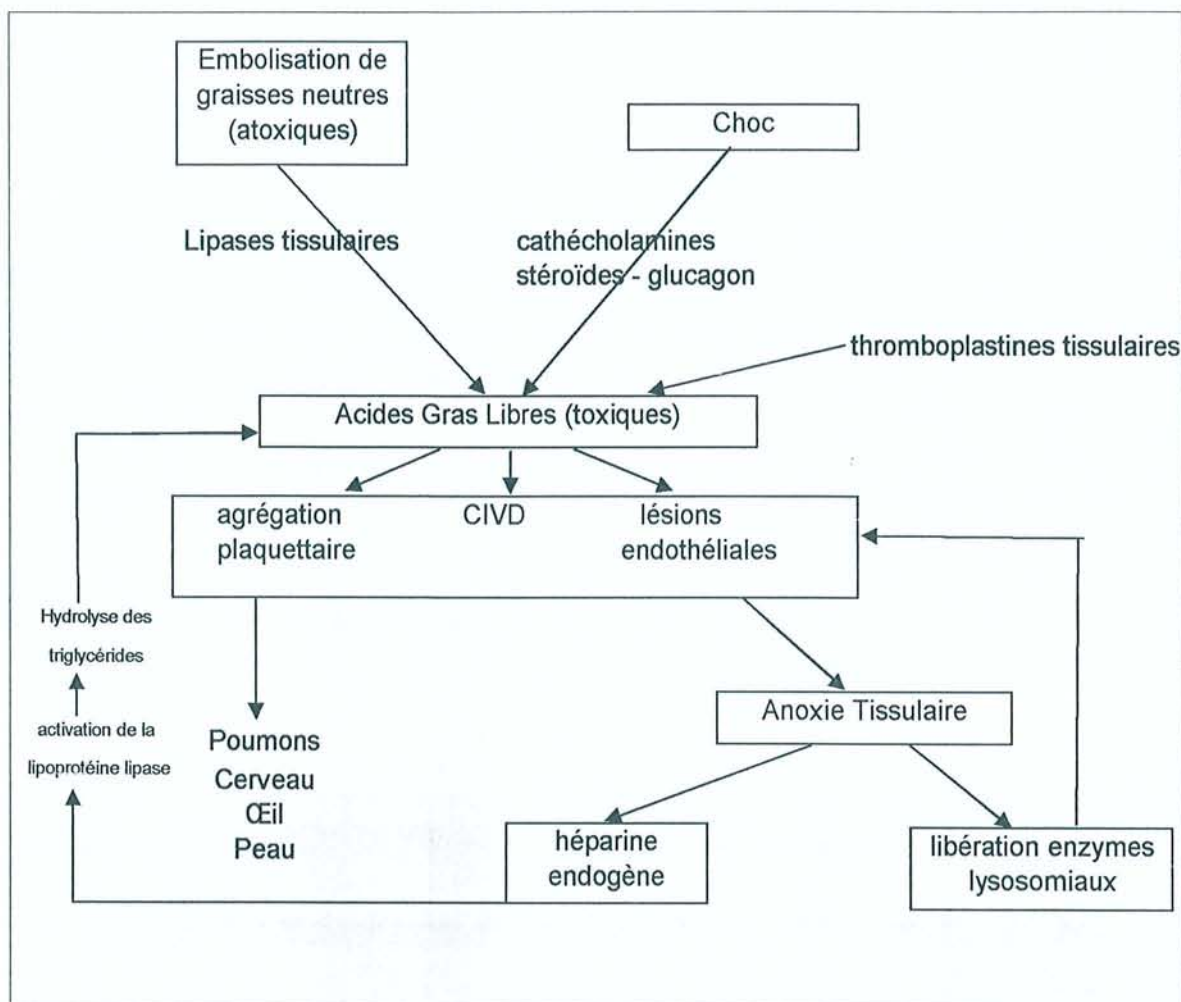 Embolisation de
graisses neutres
(atoxiques)
Choc
Lipases tissulaires
cathécholamines
stéroïdes - glucagon
thromboplastines tissulaires
Acides Gras Libres (toxiques)
agrégation
plaquettaire
CIVD
lésions
endothéliales
Hydrolyse des
triglycérides
activation de la
lipoprotéine lipase
Poumons
Cerveau
Œil
Peau
Anoxie Tissulaire
héparine
endogène
libération enzymes
lysosomiaux